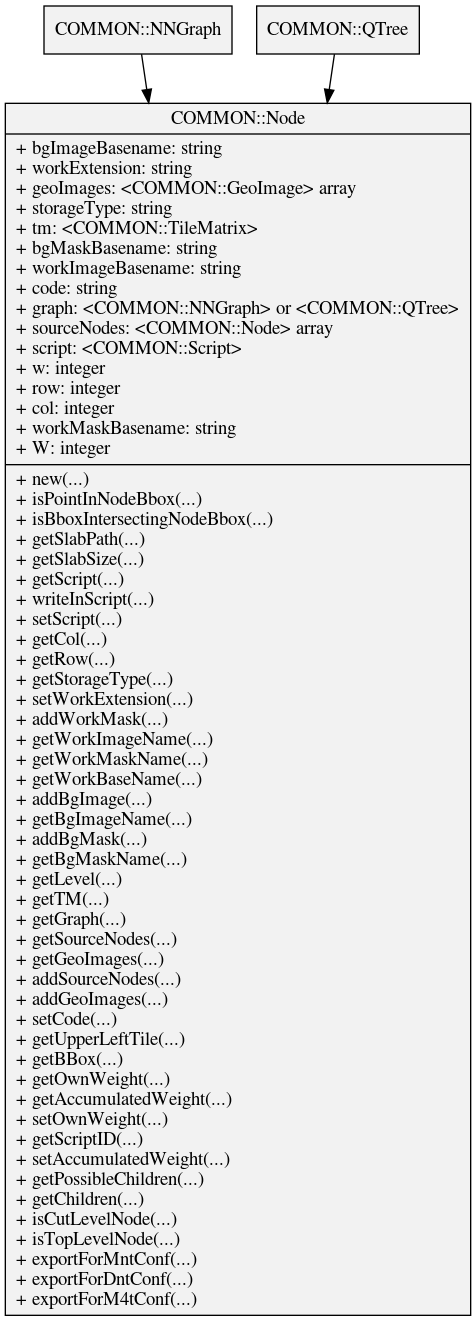 COMMON::NNGraph
COMMON::QTree
COMMON::Node
+ bgImageBasename: string
+ workExtension: string
+ geoImages: <COMMON::GeoImage> array
+ storageType: string
+ tm: <COMMON::TileMatrix>
+ bgMaskBasename: string
+ workImageBasename: string
+ code: string
+ graph: <COMMON::NNGraph> or <COMMON::QTree>
+ sourceNodes: <COMMON::Node> array
+ script: <COMMON::Script>
+ w: integer
+ row: integer
+ col: integer
+ workMaskBasename: string
+ W: integer
+ new(...)
+ isPointInNodeBbox(...)
+ isBboxIntersectingNodeBbox(...)
+ getSlabPath(...)
+ getSlabSize(...)
+ getScript(...)
+ writeInScript(...)
+ setScript(...)
+ getCol(...)
+ getRow(...)
+ getStorageType(...)
+ setWorkExtension(...)
+ addWorkMask(...)
+ getWorkImageName(...)
+ getWorkMaskName(...)
+ getWorkBaseName(...)
+ addBgImage(...)
+ getBgImageName(...)
+ addBgMask(...)
+ getBgMaskName(...)
+ getLevel(...)
+ getTM(...)
+ getGraph(...)
+ getSourceNodes(...)
+ getGeoImages(...)
+ addSourceNodes(...)
+ addGeoImages(...)
+ setCode(...)
+ getUpperLeftTile(...)
+ getBBox(...)
+ getOwnWeight(...)
+ getAccumulatedWeight(...)
+ setOwnWeight(...)
+ getScriptID(...)
+ setAccumulatedWeight(...)
+ getPossibleChildren(...)
+ getChildren(...)
+ isCutLevelNode(...)
+ isTopLevelNode(...)
+ exportForMntConf(...)
+ exportForDntConf(...)
+ exportForM4tConf(...)